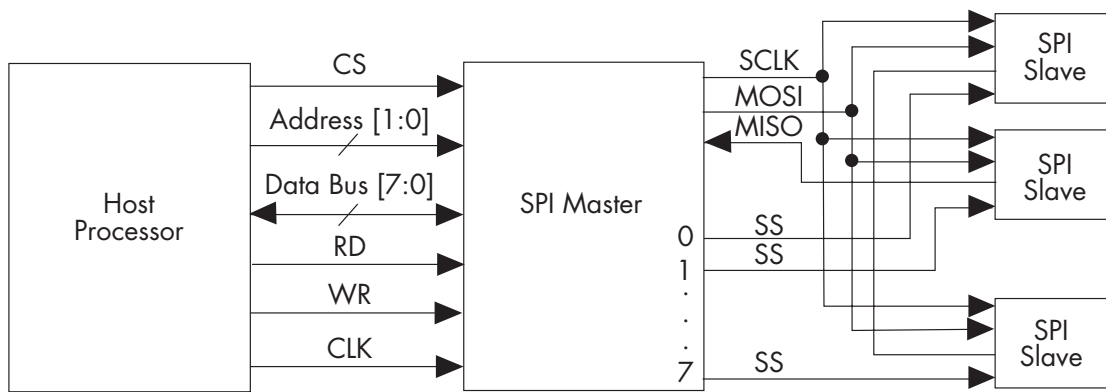 Host
Processor
CS
Address [1:0]
Data Bus [7:0]
RD
WR
CLK
SPI Master
0
1
.
.
.
.
7
SCLK
MOSI
MISO
SS
SS
SS
SPI
Slave
SPI
Slave
SPI
Slave